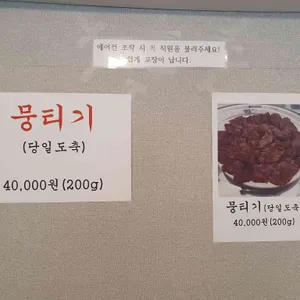 에어컨 조작 시 꼭 직원을 불러주세요!
쉽게 고장이 납니다.
뭉티기
(당일도축)
40,000원(200g)
뭉티기(당일도축)
40,000원(200g)